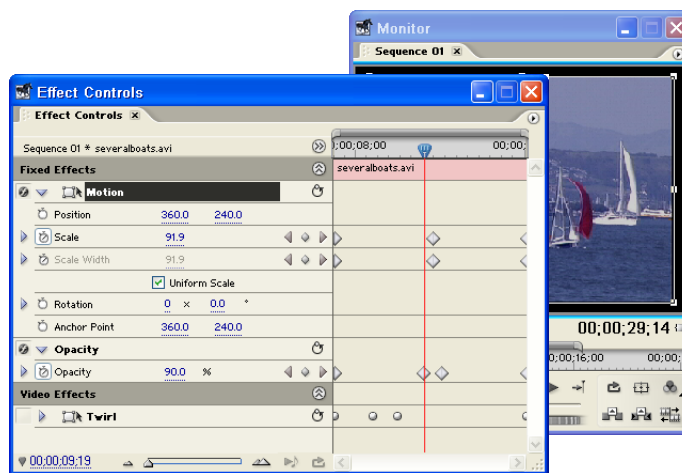 Monitor
Sequence 01
Effect Controls
Effect Controls
Sequence 01 * severalboats.avi
;00;08;00 00;00;
Fixed Effects
severalboats.avi
Motion
Position 360.0 240.0
Scale 91.9
Scale Width 91.9
Uniform Scale
Rotation 0 x 0.0 °
Anchor Point 360.0 240.0
Opacity
Opacity 90.0 %
Video Effects
Twirl
00;00;09;19
00;00;29;14
0;00;16;00 00;00;